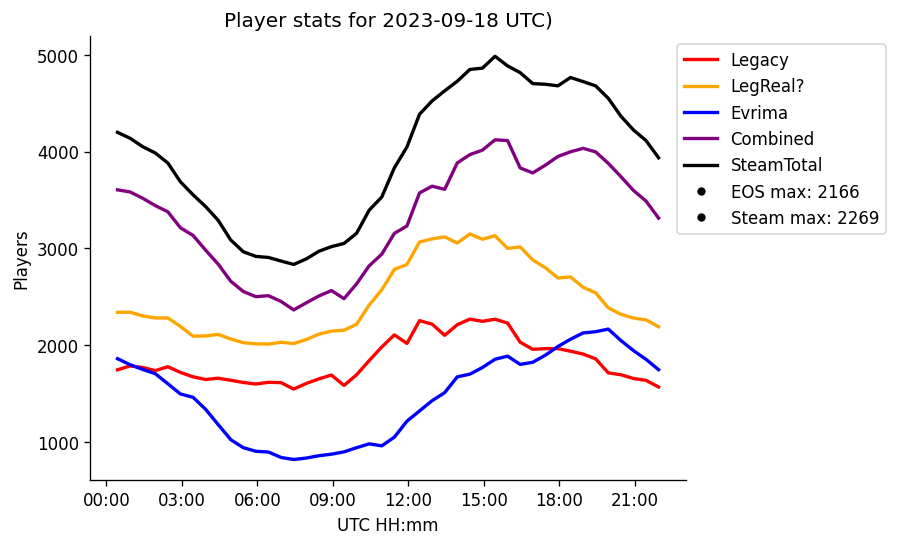 Player stats for 2023-09-18 UTC)
5000
4000
3000
2000
1000
Players
00:00 03:00 06:00 09:00 12:00 15:00 18:00 21:00
UTC HH:mm
Legacy
LegReal?
Evrima
Combined
SteamTotal
EOS max: 2166
Steam max: 2269